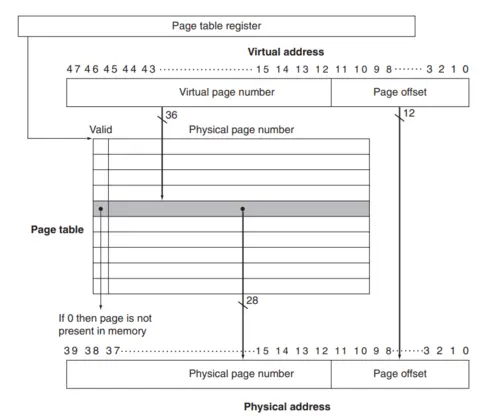 Page table register
Virtual address
47 46 45 44 43 ······················ 15 14 13 12 11 10 9 8 ······· 3 2 1 0
Virtual page number Page offset
36 12
Valid Physical page number
Page table
28
If 0 then page is not
present in memory
39 38 37 ······························ 15 14 13 12 11 10 9 8 ······· 3 2 1 0
Physical page number Page offset
Physical address